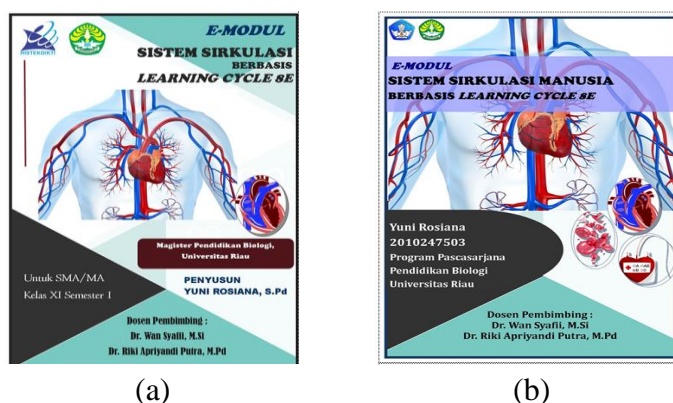 E-MODUL
SISTEM SIRKULASI
BERBASIS
LEARNING CYCLE 8E
RISTEKDIKTI
Magister Pendidikan Biologi,
Universitas Riau
Untuk SMA/MA
Kelas XI Semester I
PENYUSUN
YUNI ROSIANA, S.Pd
Dosen Pembimbing :
Dr. Wan Syafii, M.Si
Dr. Riki Apriyandi Putra, M.Pd
(a)
E-MODUL
SISTEM SIRKULASI MANUSIA
BERBASIS LEARNING CYCLE 8E
Yuni Rosiana
2010247503
Program Pascasarjana
Pendidikan Biologi
Universitas Riau
Dosen Pembimbing :
Dr. Wan Syafii, M.Si
Dr. Riki Apriyandi Putra, M.Pd
(b)